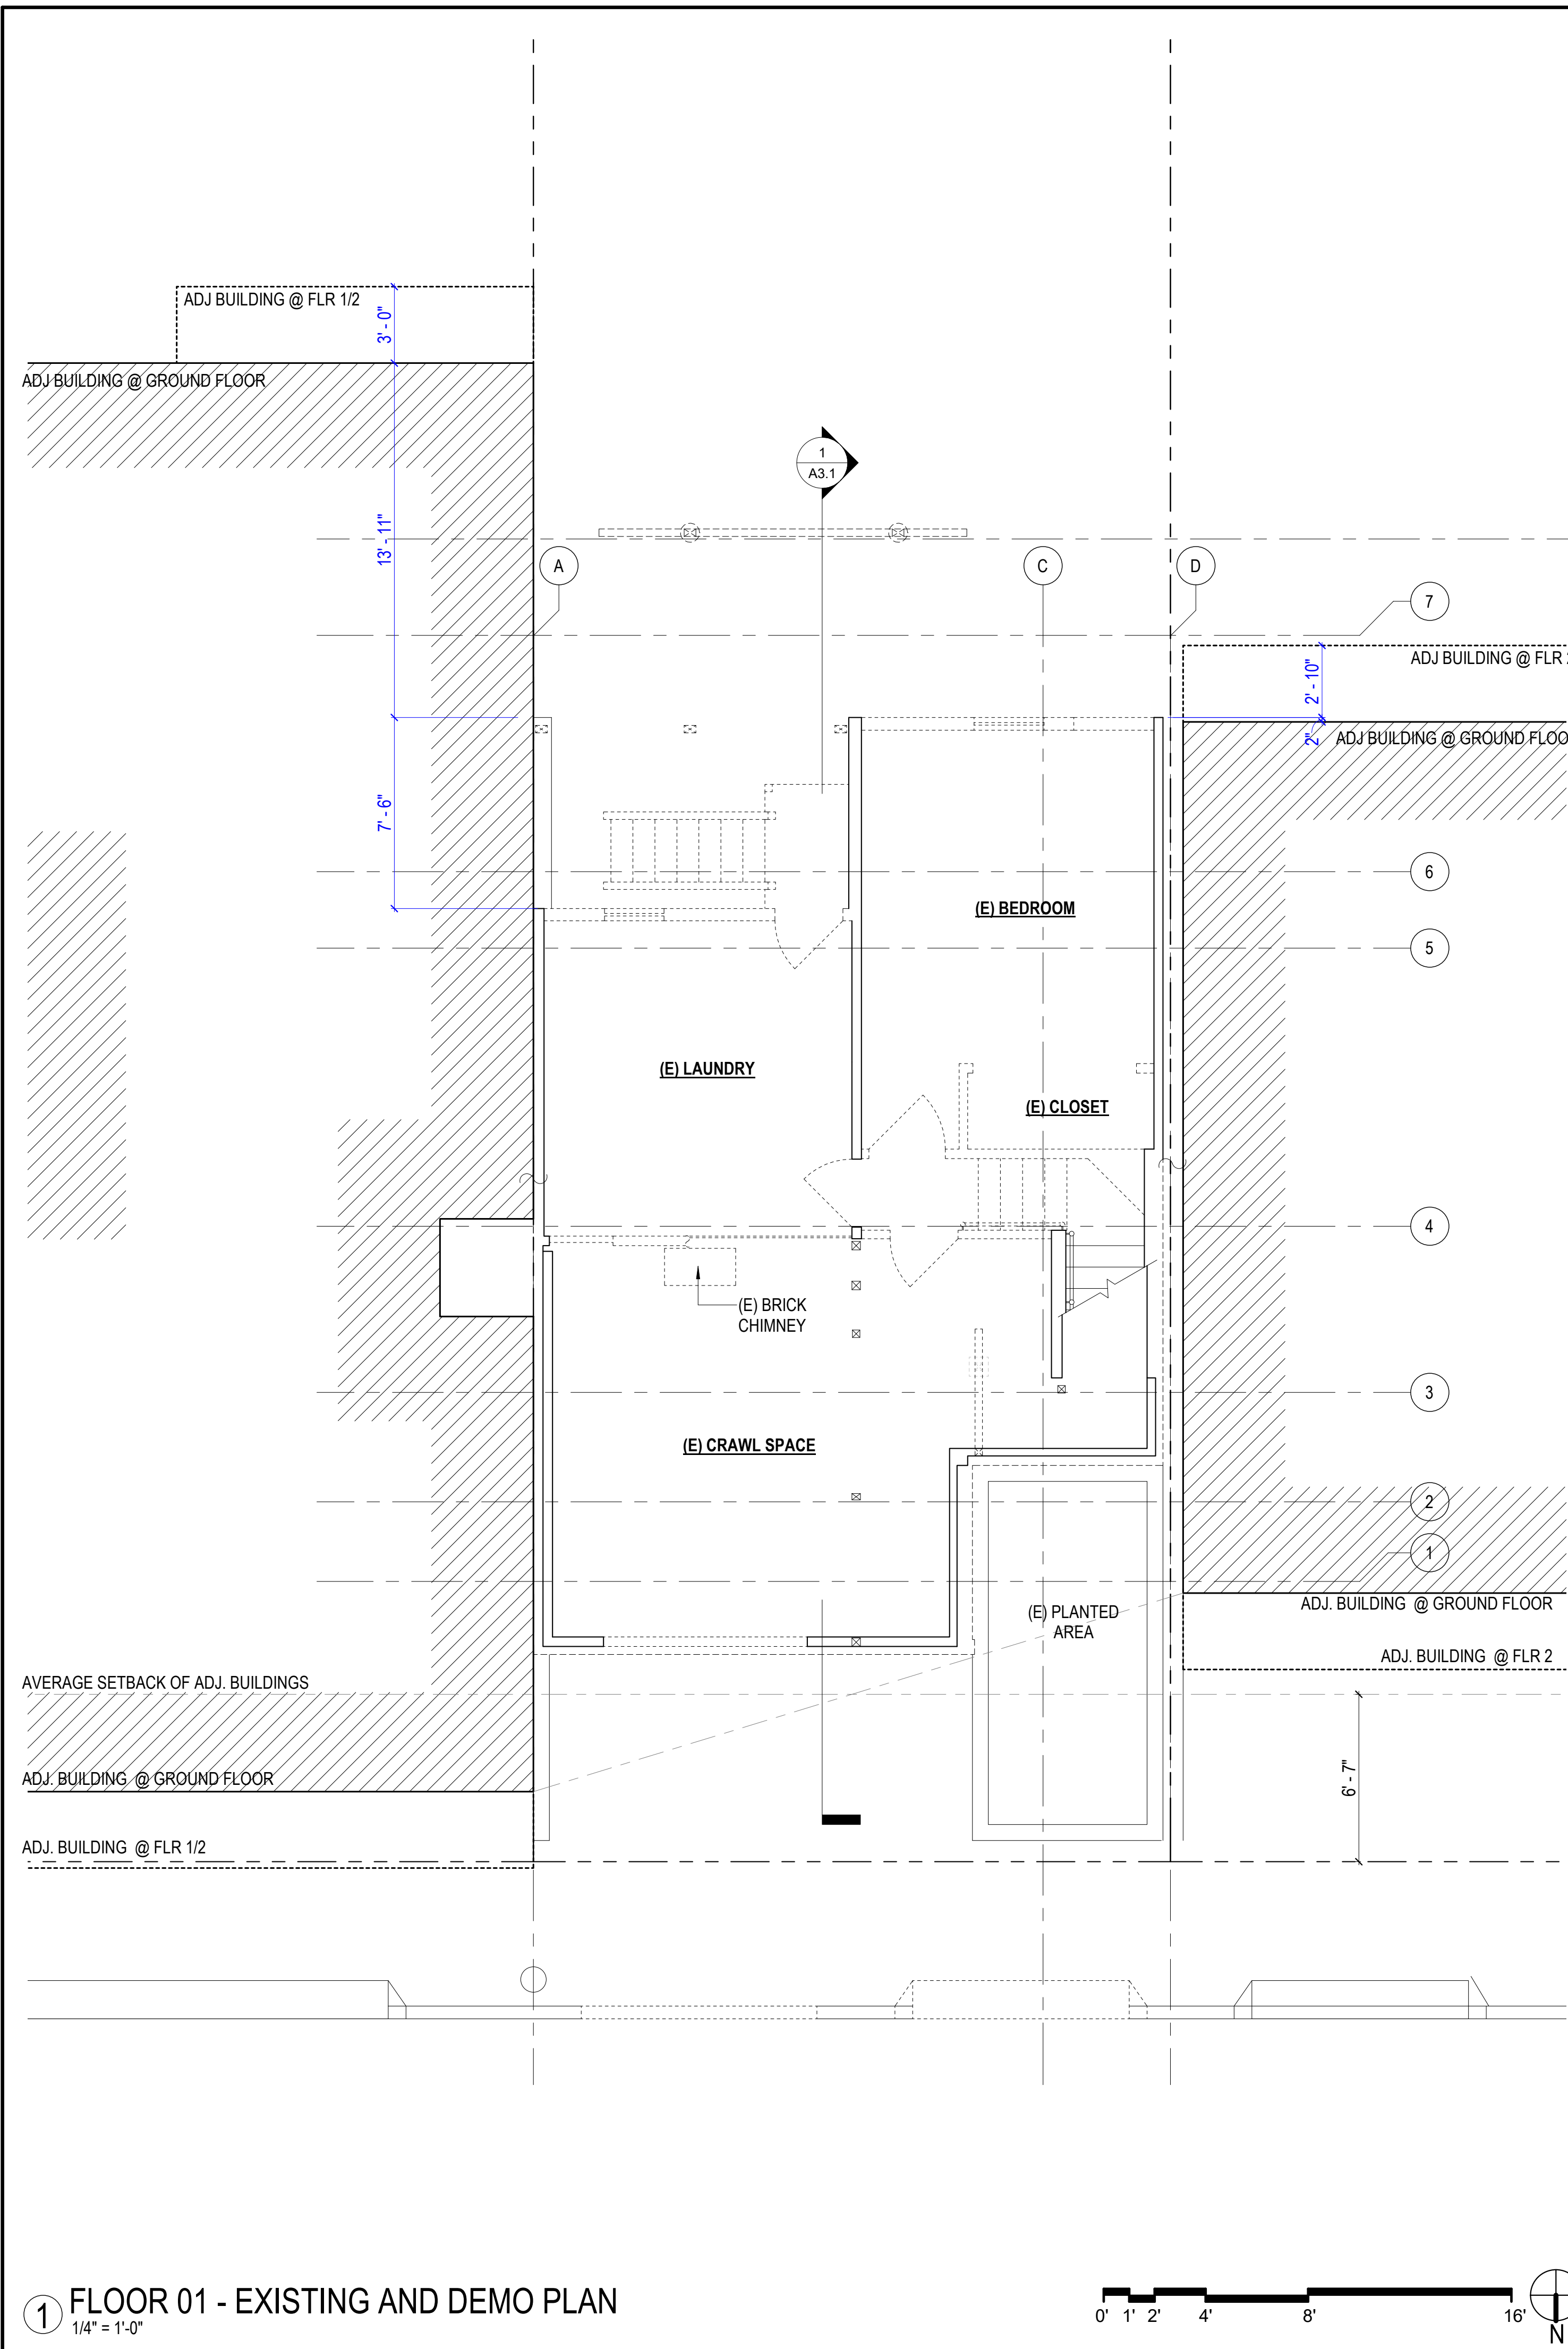 ADJ BUILDING @ FLR 1/2
3' - 0"
ADJ BUILDING @ GROUND FLOOR
1
A3.1
13' - 11"
A
C
D
7
ADJ BUILDING @ FLR
2' - 10"
2"
ADJ BUILDING @ GROUND FLOO
7' - 6"
6
(E) BEDROOM
5
(E) LAUNDRY
(E) CLOSET
4
(E) BRICK
CHIMNEY
3
(E) CRAWL SPACE
2
1
(E) PLANTED
AREA
ADJ. BUILDING @ GROUND FLOOR
ADJ. BUILDING @ FLR 2
AVERAGE SETBACK OF ADJ. BUILDINGS
6' - 7"
ADJ. BUILDING @ GROUND FLOOR
ADJ. BUILDING @ FLR 1/2
1
FLOOR 01 - EXISTING AND DEMO PLAN
1/4" = 1'-0"
0' 1' 2' 4' 8' 16'
N